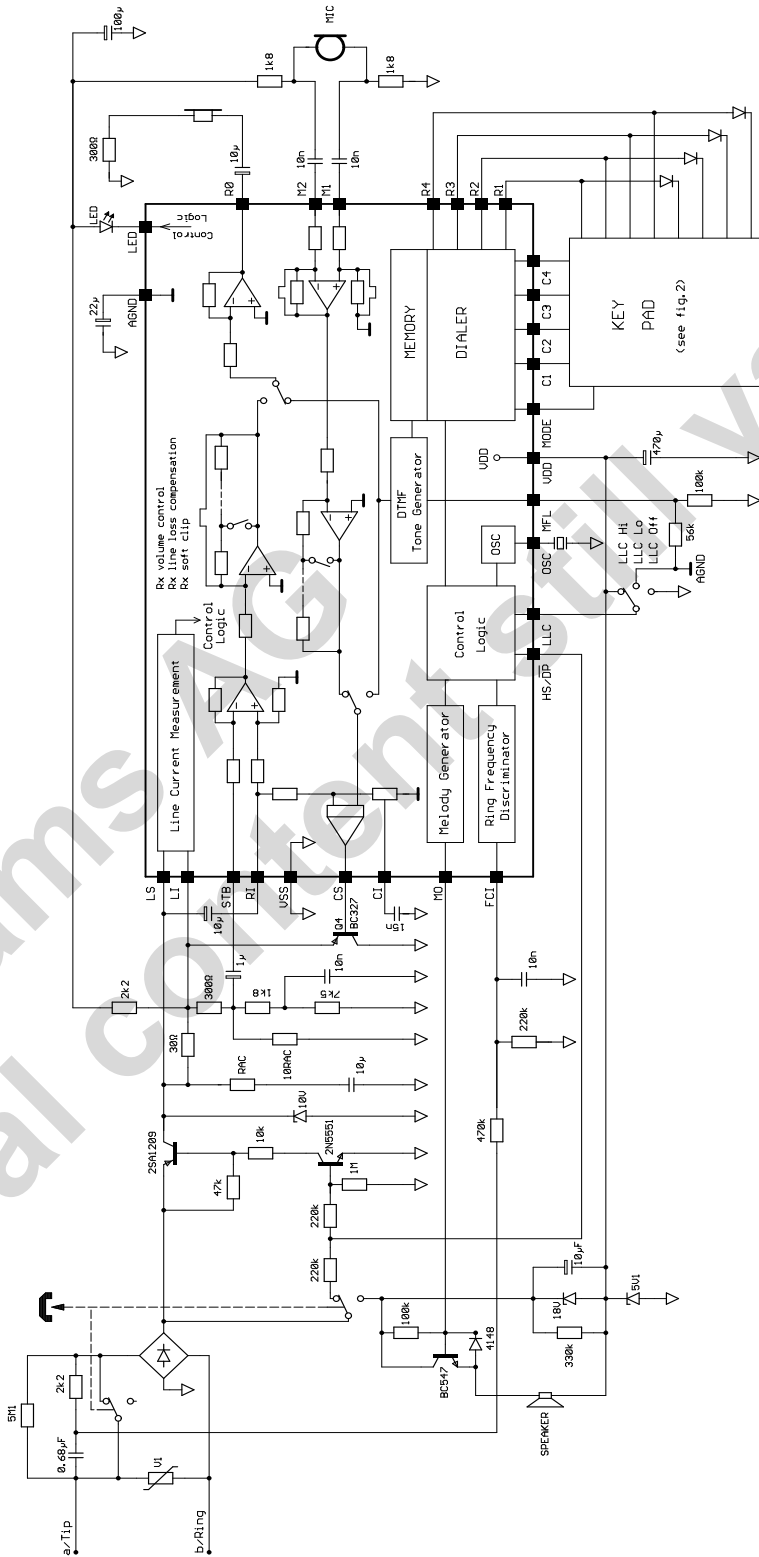 a/Tip
b/Ring
5M1
0.68µF
2k2
V1
2SA1209
47k
10k
2N5551
1M
220k
220k
100k
BC547
4148
SPEAKER
330k
18V
10µF
5V1
10V
RAC
10µ
30Ω
10RAC
2k2
300Ω
1µ
1k8
7k5
10n
10µ
Q4
BC327
15n
470k
220k
10n
LS
LI
STB
RI
VSS
CS
CI
MO
FCI
Line Current Measurement
Control
Logic
Rx volume control
Rx line loss compensation
Rx soft clip
Melody Generator
Ring Frequency
Discriminator
Control
Logic
OSC
DTMF
Tone Generator
MEMORY
DIALER
VDD
HS/DP
LLC
OSC
MFL
VDD
MODE
C1
C2
C3
C4
LLC Hi
LLC Lo
LLC Off
AGND
56k
100k
470µ
KEY
PAD
(see fig.2)
R4
R3
R2
R1
AGND
22µ
LED
LED
Control
Logic
R0
10µ
300Ω
M2
M1
10n
10n
1k8
1k8
MIC
100µ
ams AG
al content still va